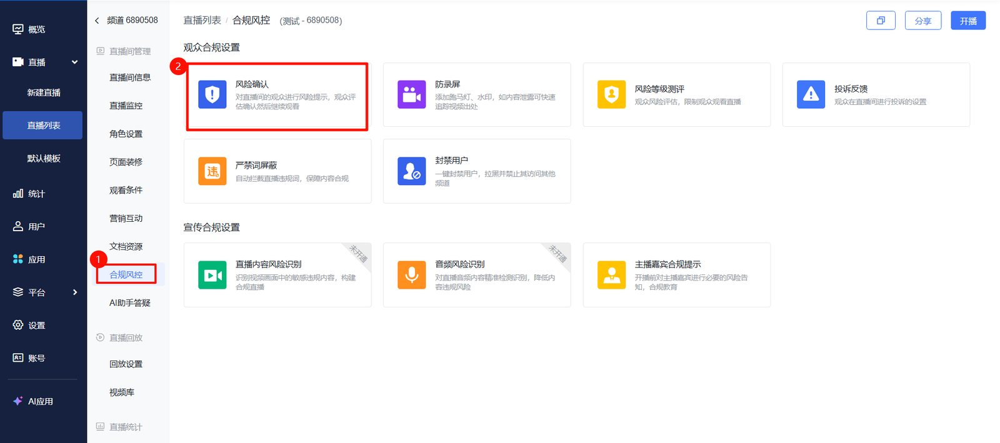 概览
直播
新建直播
直播列表
默认模板
统计
用户
应用
平台
设置
账号
AI应用
频道 6890508
直播间管理
直播间信息
直播监控
角色设置
页面装修
观看条件
营销互动
文档资源
1
合规风控
AI助手答疑
直播回放
回放设置
视频库
直播统计
直播列表 / 合规风控 (测试 - 6890508)
分享
开播
观众合规设置
2
风险确认
对直播间的观众进行风险提示，观众评
估确认然后继续观看
防录屏
添加跑马灯、水印，如内容泄露可快速
追踪视频出处
风险等级测评
观众风险评估，限制观众观看直播
投诉反馈
观众在直播间进行投诉的设置
违
严禁词屏蔽
自动拦截直播违规词，保障内容合规
封禁用户
一键封禁用户，拉黑并禁止其访问其他
频道
宣传合规设置
未开通
直播内容风险识别
识别视频画面中的敏感违规内容，构建
合规直播
未开通
音频风险识别
对直播音频内容精准检测识别，降低内
容违规风险
主播嘉宾合规提示
开播前对主播嘉宾进行必要的风险告
知，合规教育